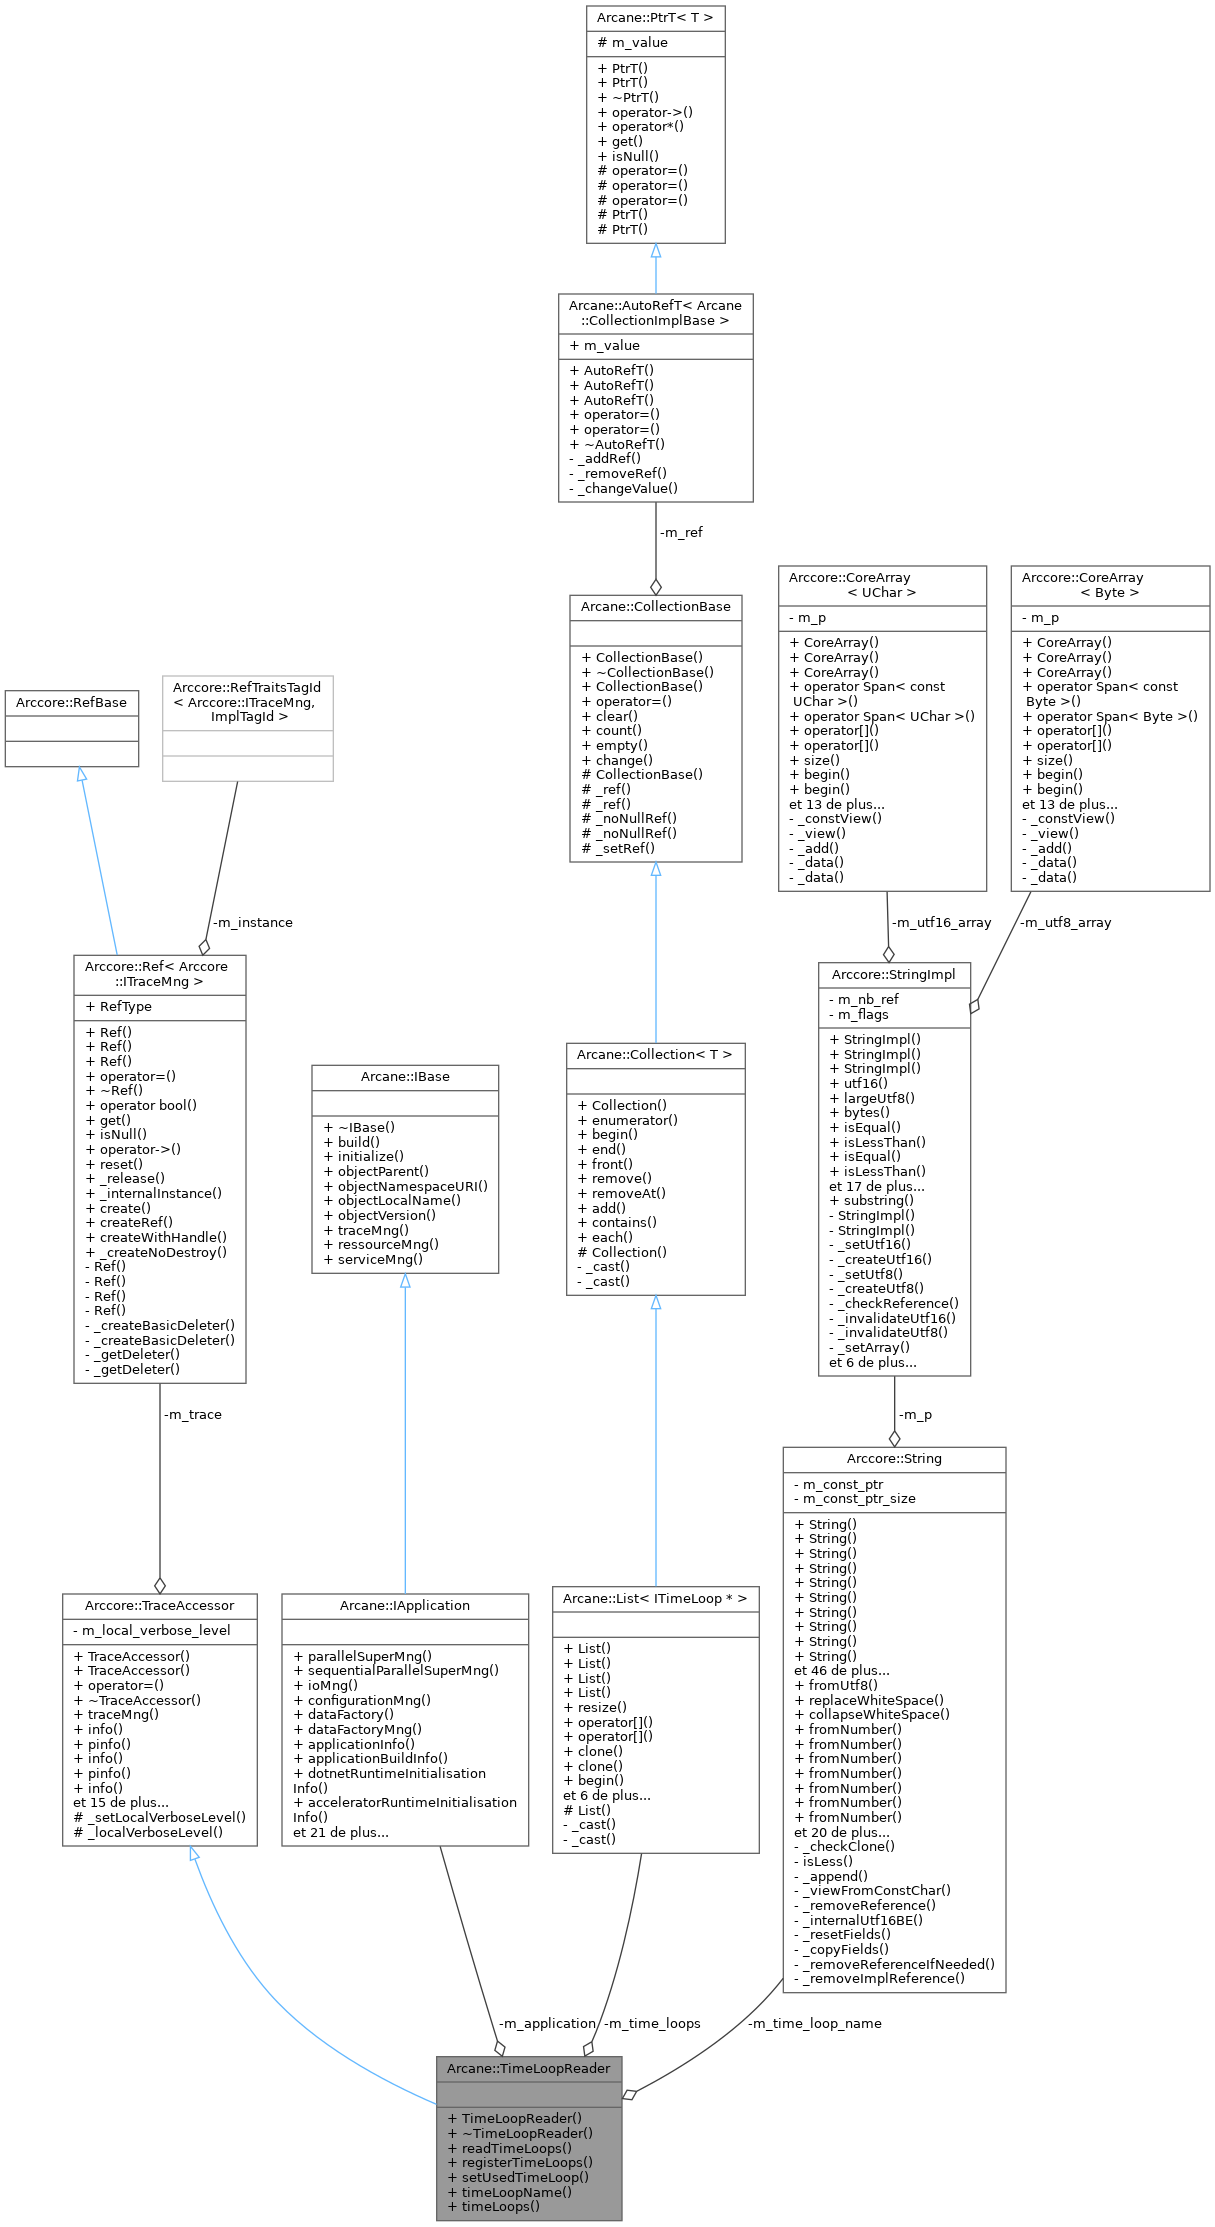 Arcane::PtrT< T >
# m_value
+ PtrT()
+ PtrT()
+ ~PtrT()
+ operator->()
+ operator*()
+ get()
+ isNull()
# operator=()
# operator=()
# operator=()
# PtrT()
# PtrT()
Arcane::AutoRefT< Arcane
::CollectionImplBase >
+ m_value
+ AutoRefT()
+ AutoRefT()
+ AutoRefT()
+ operator=()
+ operator=()
+ ~AutoRefT()
- _addRef()
- _removeRef()
- _changeValue()
-m_ref
Arcane::CollectionBase
+ CollectionBase()
+ ~CollectionBase()
+ CollectionBase()
+ operator=()
+ clear()
+ count()
+ empty()
+ change()
# CollectionBase()
# _ref()
# _ref()
# _noNullRef()
# _noNullRef()
# _setRef()
Arccore::CoreArray
< UChar >
- m_p
+ CoreArray()
+ CoreArray()
+ CoreArray()
+ operator Span< const
UChar >()
+ operator Span< UChar >()
+ operator[]()
+ operator[]()
+ size()
+ begin()
+ begin()
et 13 de plus...
- _constView()
- _view()
- _add()
- _data()
- _data()
Arccore::CoreArray
< Byte >
- m_p
+ CoreArray()
+ CoreArray()
+ CoreArray()
+ operator Span< const
Byte >()
+ operator Span< Byte >()
+ operator[]()
+ operator[]()
+ size()
+ begin()
+ begin()
et 13 de plus...
- _constView()
- _view()
- _add()
- _data()
- _data()
Arccore::RefBase
Arccore::RefTraitsTagId
< Arccore::ITraceMng,
ImplTagId >
-m_instance
-m_utf16_array
-m_utf8_array
Arccore::Ref< Arccore
::ITraceMng >
+ RefType
+ Ref()
+ Ref()
+ Ref()
+ operator=()
+ ~Ref()
+ operator bool()
+ get()
+ isNull()
+ operator->()
+ reset()
+ _release()
+ _internalInstance()
+ create()
+ createRef()
+ createWithHandle()
+ _createNoDestroy()
- Ref()
- Ref()
- Ref()
- Ref()
- _createBasicDeleter()
- _createBasicDeleter()
- _getDeleter()
- _getDeleter()
Arcane::IBase
+ ~IBase()
+ build()
+ initialize()
+ objectParent()
+ objectNamespaceURI()
+ objectLocalName()
+ objectVersion()
+ traceMng()
+ ressourceMng()
+ serviceMng()
Arcane::Collection< T >
+ Collection()
+ enumerator()
+ begin()
+ end()
+ front()
+ remove()
+ removeAt()
+ add()
+ contains()
+ each()
# Collection()
- _cast()
- _cast()
Arccore::StringImpl
- m_nb_ref
- m_flags
+ StringImpl()
+ StringImpl()
+ StringImpl()
+ utf16()
+ largeUtf8()
+ bytes()
+ isEqual()
+ isLessThan()
+ isEqual()
+ isLessThan()
et 17 de plus...
+ substring()
- StringImpl()
- StringImpl()
- _setUtf16()
- _createUtf16()
- _setUtf8()
- _createUtf8()
- _checkReference()
- _invalidateUtf16()
- _invalidateUtf8()
- _setArray()
et 6 de plus...
-m_trace
-m_p
Arccore::TraceAccessor
- m_local_verbose_level
+ TraceAccessor()
+ TraceAccessor()
+ operator=()
+ ~TraceAccessor()
+ traceMng()
+ info()
+ pinfo()
+ info()
+ pinfo()
+ info()
et 15 de plus...
# _setLocalVerboseLevel()
# _localVerboseLevel()
Arcane::IApplication
+ parallelSuperMng()
+ sequentialParallelSuperMng()
+ ioMng()
+ configurationMng()
+ dataFactory()
+ dataFactoryMng()
+ applicationInfo()
+ applicationBuildInfo()
+ dotnetRuntimeInitialisation
Info()
+ acceleratorRuntimeInitialisation
Info()
et 21 de plus...
Arcane::List< ITimeLoop * >
+ List()
+ List()
+ List()
+ List()
+ resize()
+ operator[]()
+ operator[]()
+ clone()
+ clone()
+ begin()
et 6 de plus...
# List()
- _cast()
- _cast()
Arccore::String
- m_const_ptr
- m_const_ptr_size
+ String()
+ String()
+ String()
+ String()
+ String()
+ String()
+ String()
+ String()
+ String()
+ String()
et 46 de plus...
+ fromUtf8()
+ replaceWhiteSpace()
+ collapseWhiteSpace()
+ fromNumber()
+ fromNumber()
+ fromNumber()
+ fromNumber()
+ fromNumber()
+ fromNumber()
+ fromNumber()
et 20 de plus...
- _checkClone()
- isLess()
- _append()
- _viewFromConstChar()
- _removeReference()
- _internalUtf16BE()
- _resetFields()
- _copyFields()
- _removeReferenceIfNeeded()
- _removeImplReference()
-m_application
-m_time_loops
-m_time_loop_name
Arcane::TimeLoopReader
+ TimeLoopReader()
+ ~TimeLoopReader()
+ readTimeLoops()
+ registerTimeLoops()
+ setUsedTimeLoop()
+ timeLoopName()
+ timeLoops()